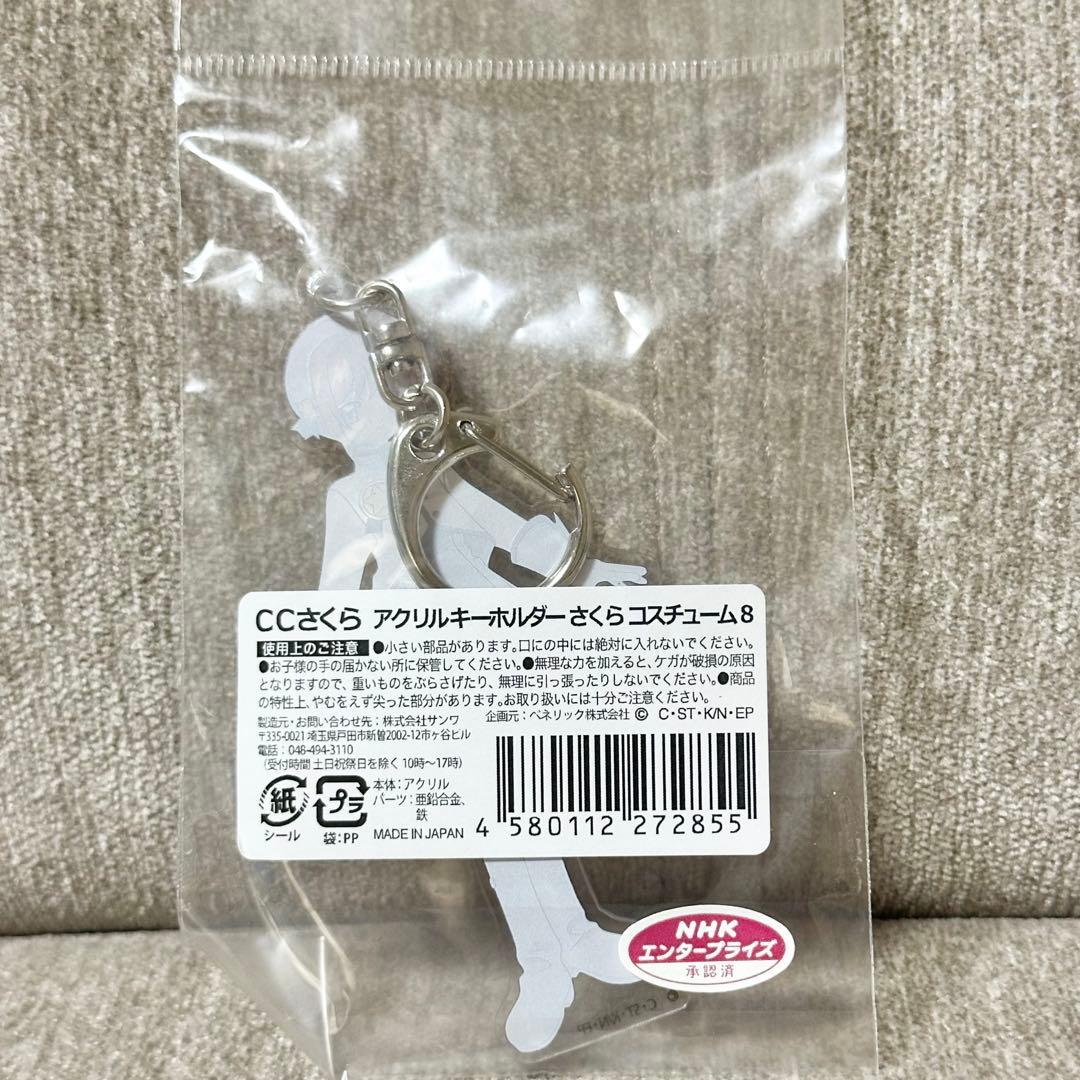 CCさくら アクリルキーホルダー さくら コスチューム8
使用上のご注意 ●小さい部品があります。口にの中には絶対に入れないでください。
●お子様の手の届かない所に保管してください。●無理な力を加えると、ケガが破損の原因
となりますので、重いものをぶらさげたり、無理に引っ張ったりしないでください。●商品
の特性上、やむをえず尖った部分があります。お取り扱いには十分ご注意ください。
製造元・お問い合わせ先：株式会社サンワ 企画元：ベネリック株式会社 © C・ST・K/N・EP
〒335-0021 埼玉県戸田市新曽2002-12市ヶ谷ビル
電話：048-494-3110
（受付時間 土日祝祭日を除く 10時～17時）
紙
シール
プラ
袋：PP
本体：アクリル
パーツ：亜鉛合金、
鉄
MADE IN JAPAN
4 580112 272855
NHK
エンタープライズ
承認済
© C・ST・K/N・EP